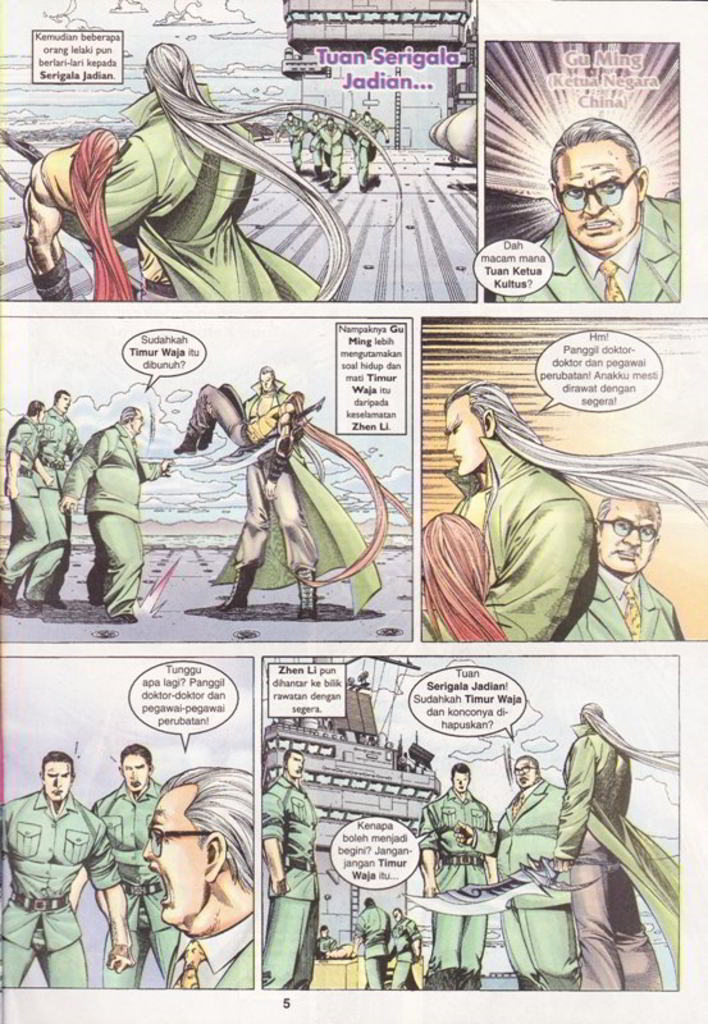 Kemudian beberapa
orang lelaki pun
berlari-lari kepada
Serigala Jadian.
Tuan Serigala
Jadian...
Gu Ming
(Ketua Negara
China)
Dah
macam mana
Tuan Ketua
Kultus?
Sudahkah
Timur Waja itu
dibunuh?
Nampaknya Gu
Ming lebih
mengutamakan
soal hidup dan
mati Timur
Waja itu
daripada
keselamatan
Zhen Li.
Hm!
Panggil doktor-
doktor dan pegawai
perubatan! Anakku mesti
dirawat dengan
segera!
Tunggu
apa lagi? Panggil
doktor-doktor dan
pegawai-pegawai
perubatan!
Zhen Li pun
dihantar ke bilik
rawatan dengan
segera.
Tuan
Serigala Jadian!
Sudahkah Timur Waja
dan konconya di-
hapuskan?
Kenapa
boleh menjadi
begini? Jangan-
jangan Timur
Waja itu...
5